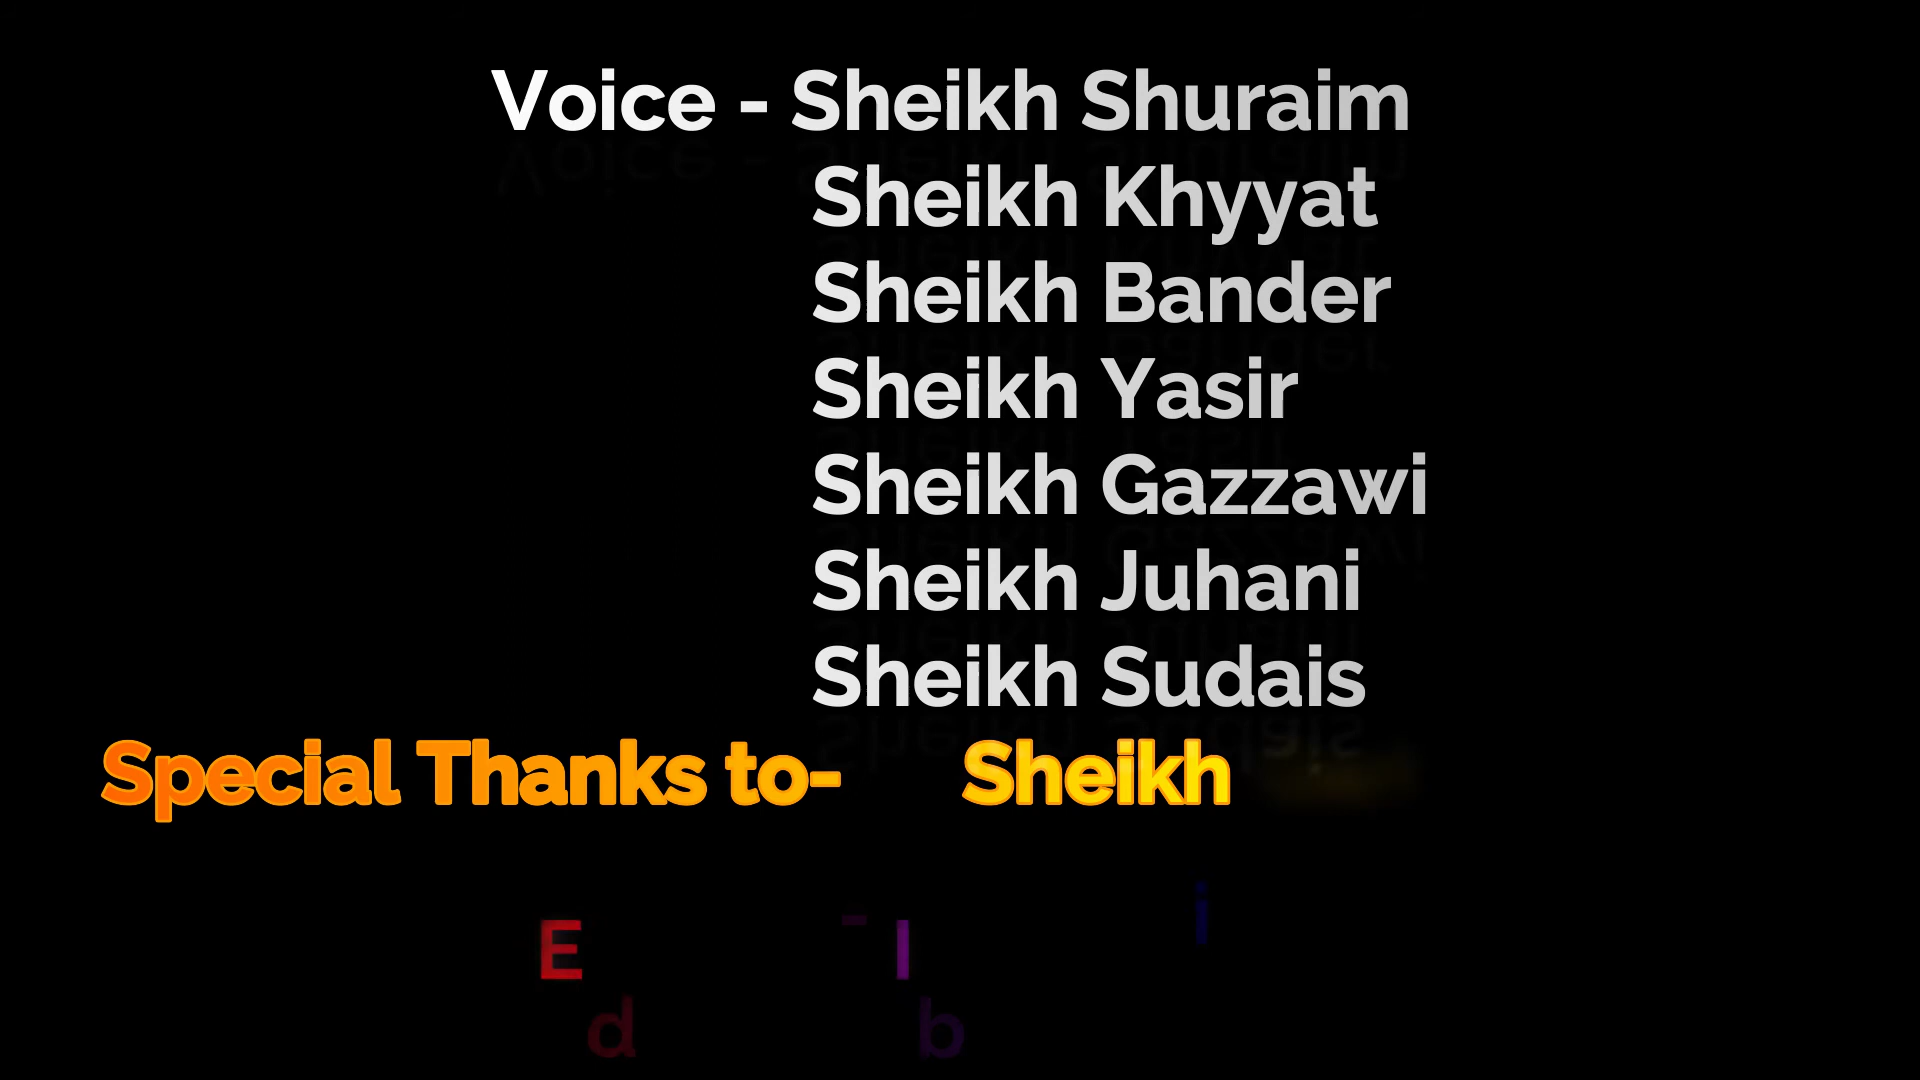 Voice - Sheikh Shuraim
Sheikh Khyyat
Sheikh Bander
Sheikh Yasir
Sheikh Gazzawi
Sheikh Juhani
Sheikh Sudais
Special Thanks to- Sheikh
E - I i
d b